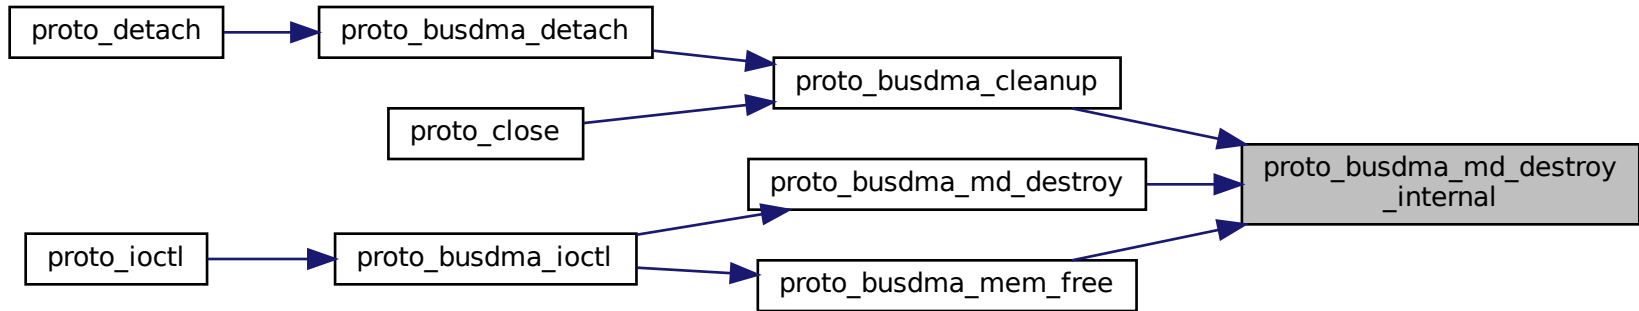 proto_detach
proto_busdma_detach
proto_busdma_cleanup
proto_close
proto_busdma_md_destroy
_internal
proto_busdma_md_destroy
proto_ioctl
proto_busdma_ioctl
proto_busdma_mem_free